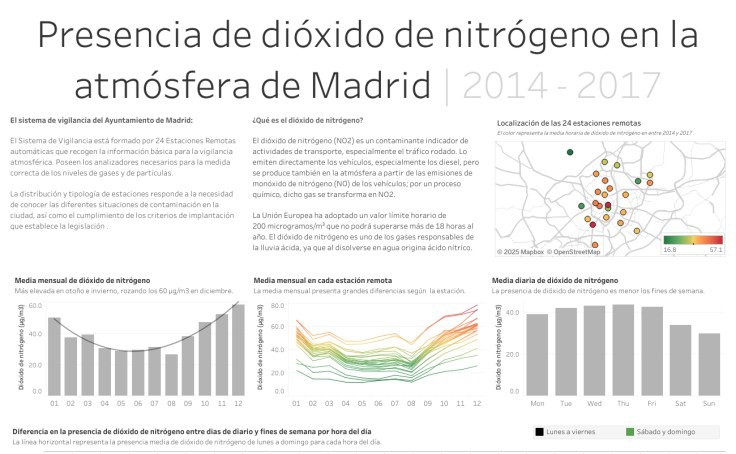 Presencia de dióxido de nitrógeno en la
atmósfera de Madrid | 2014 - 2017
El sistema de vigilancia del Ayuntamiento de Madrid:
El Sistema de Vigilancia está formado por 24 Estaciones Remotas
automáticas que recogen la información básica para la vigilancia
atmosférica. Poseen los analizadores necesarios para la medida
correcta de los niveles de gases y de partículas.
La distribución y tipología de estaciones responde a la necesidad
de conocer las diferentes situaciones de contaminación en la
ciudad, así como el cumplimiento de los criterios de implantación
que establece la legislación .
¿Qué es el dióxido de nitrógeno?
El dióxido de nitrógeno (NO2) es un contaminante indicador de
actividades de transporte, especialmente el tráfico rodado. Lo
emiten directamente los vehículos, especialmente los diesel, pero
se produce también en la atmósfera a partir de las emisiones de
monóxido de nitrógeno (NO) de los vehículos; por un proceso
químico, dicho gas se transforma en NO2.
La Unión Europea ha adoptado un valor límite horario de
200 microgramos/m³ que no podrá superarse más de 18 horas al
año. El dióxido de nitrógeno es uno de los gases responsables de
la lluvia ácida, ya que al disolverse en agua origina ácido nítrico.
Localización de las 24 estaciones remotas
El color representa la media horaria de dióxido de nitrógeno en entre 2014 y 2017 .
© 2025 Mapbox © OpenStreetMap
16.8 57.1
Media mensual de dióxido de nitrógeno
Más elevada en otoño e invierno, rozando los 60 µg/m3 en diciembre.
Dióxido de nitrógeno (µg/m3)
60.0
40.0
20.0
0.0
01 02 03 04 05 06 07 08 09 10 11 12
Media mensual en cada estación remota
La media mensual presenta grandes diferencias según la estación.
Dióxido de nitrógeno (µg/m3)
80.0
60.0
40.0
20.0
0.0
01 02 03 04 05 06 07 08 09 10 11 12
Media diaria de dióxido de nitrógeno
La presencia de dióxido de nitrógeno es menor los fines de semana.
Dióxido de nitrógeno (µg/m3)
40.0
20.0
0.0
Mon Tue Wed Thu Fri Sat Sun
Diferencia en la presencia de dióxido de nitrógeno entre dias de diario y fines de semana por hora del día
La línea horizontal representa la presencia media de dióxido de nitrógeno de lunes a domingo para cada hora del día.
Lunes a viernes
Sábado y domingo